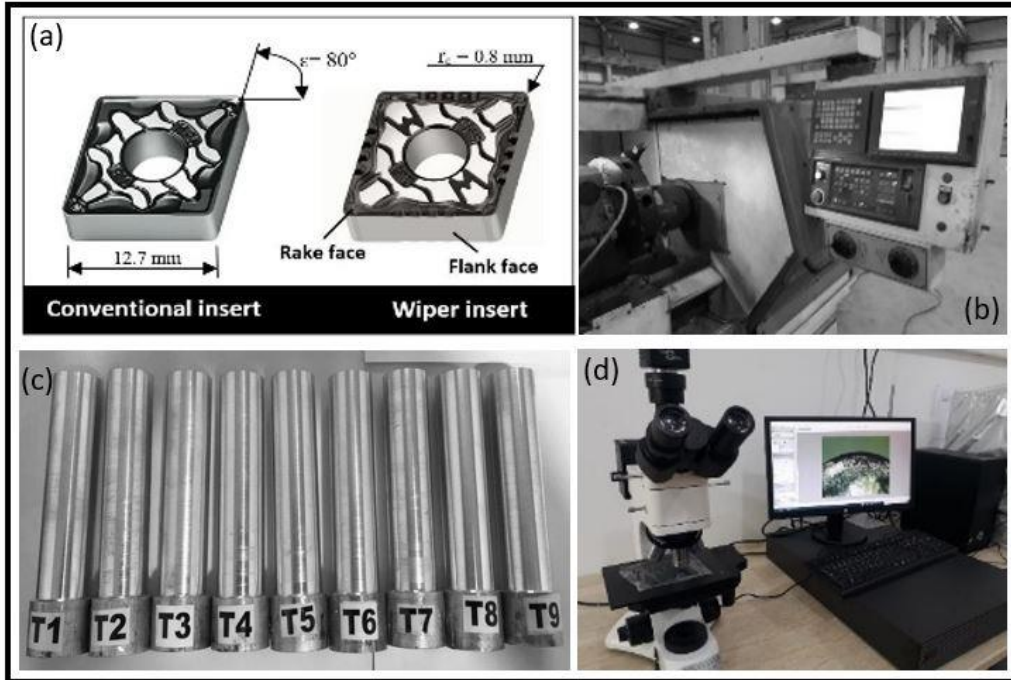 (a)
ε= 80°
rε = 0.8 mm
12.7 mm
Rake face
Flank face
Conventional insert
Wiper insert
(b)
(c)
T1 T2 T3 T4 T5 T6 T7 T8 T9
(d)